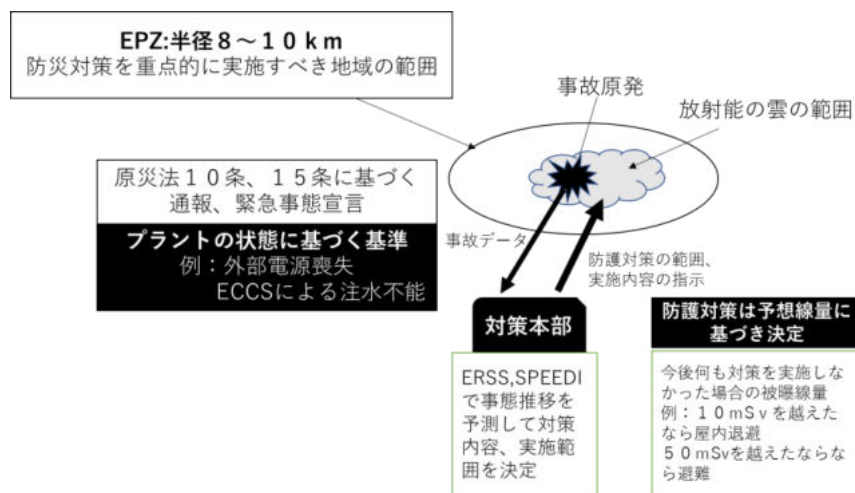 EPZ:半径８～１０ｋｍ
防災対策を重点的に実施すべき地域の範囲
事故原発
放射能の雲の範囲
原災法１０条、１５条に基づく
通報、緊急事態宣言
プラントの状態に基づく基準
例：外部電源喪失
ECCSによる注水不能
事故データ
防護対策の範囲、
実施内容の指示
対策本部
ERSS,SPEEDI
で事態推移を
予測して対策
内容、実施範
囲を決定
防護対策は予想線量に
基づき決定
今後何も対策を実施しな
かった場合の被曝線量
例：１０mSｖを越えた
なら屋内退避
５０mSvを越えたならな
ら避難